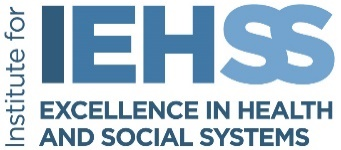 Institute for
IEHSS
EXCELLENCE IN HEALTH
AND SOCIAL SYSTEMS